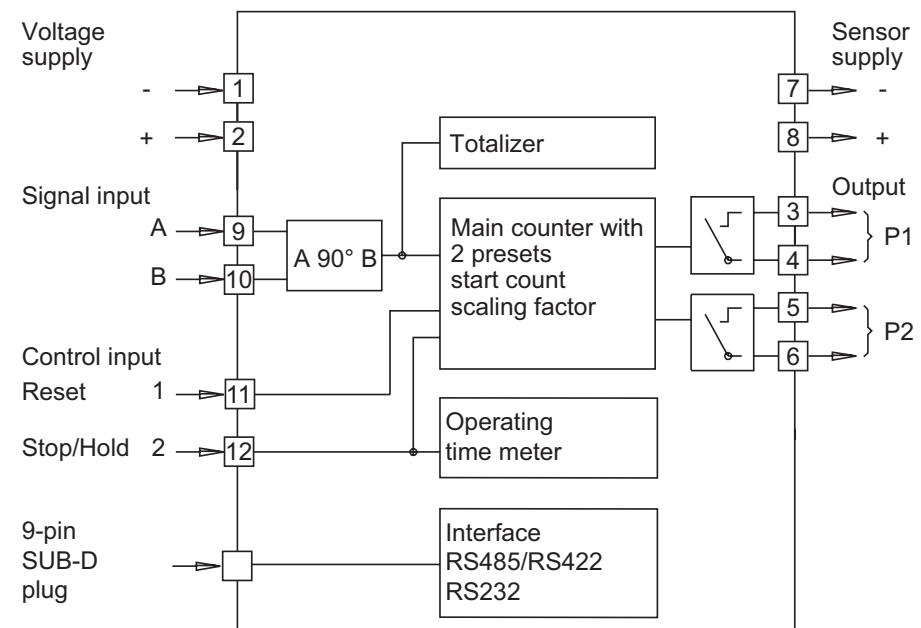 Voltage
supply
-
1
+
2
Signal input
A
9
B
10
A 90° B
Control input
Reset 1
11
Stop/Hold 2
12
9-pin
SUB-D
plug
Totalizer
Main counter with
2 presets
start count
scaling factor
Operating
time meter
Interface
RS485/RS422
RS232
Sensor
supply
7
-
8
+
Output
3
4
P1
5
6
P2